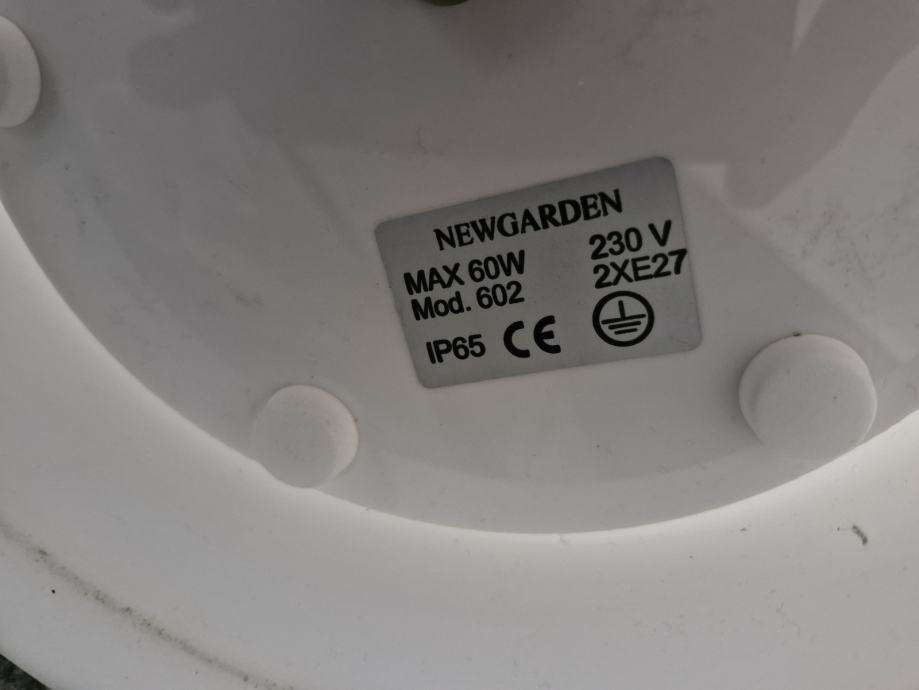 NEWGARDEN
MAX 60W 230 V
Mod. 602 2XE27
IP65 CE